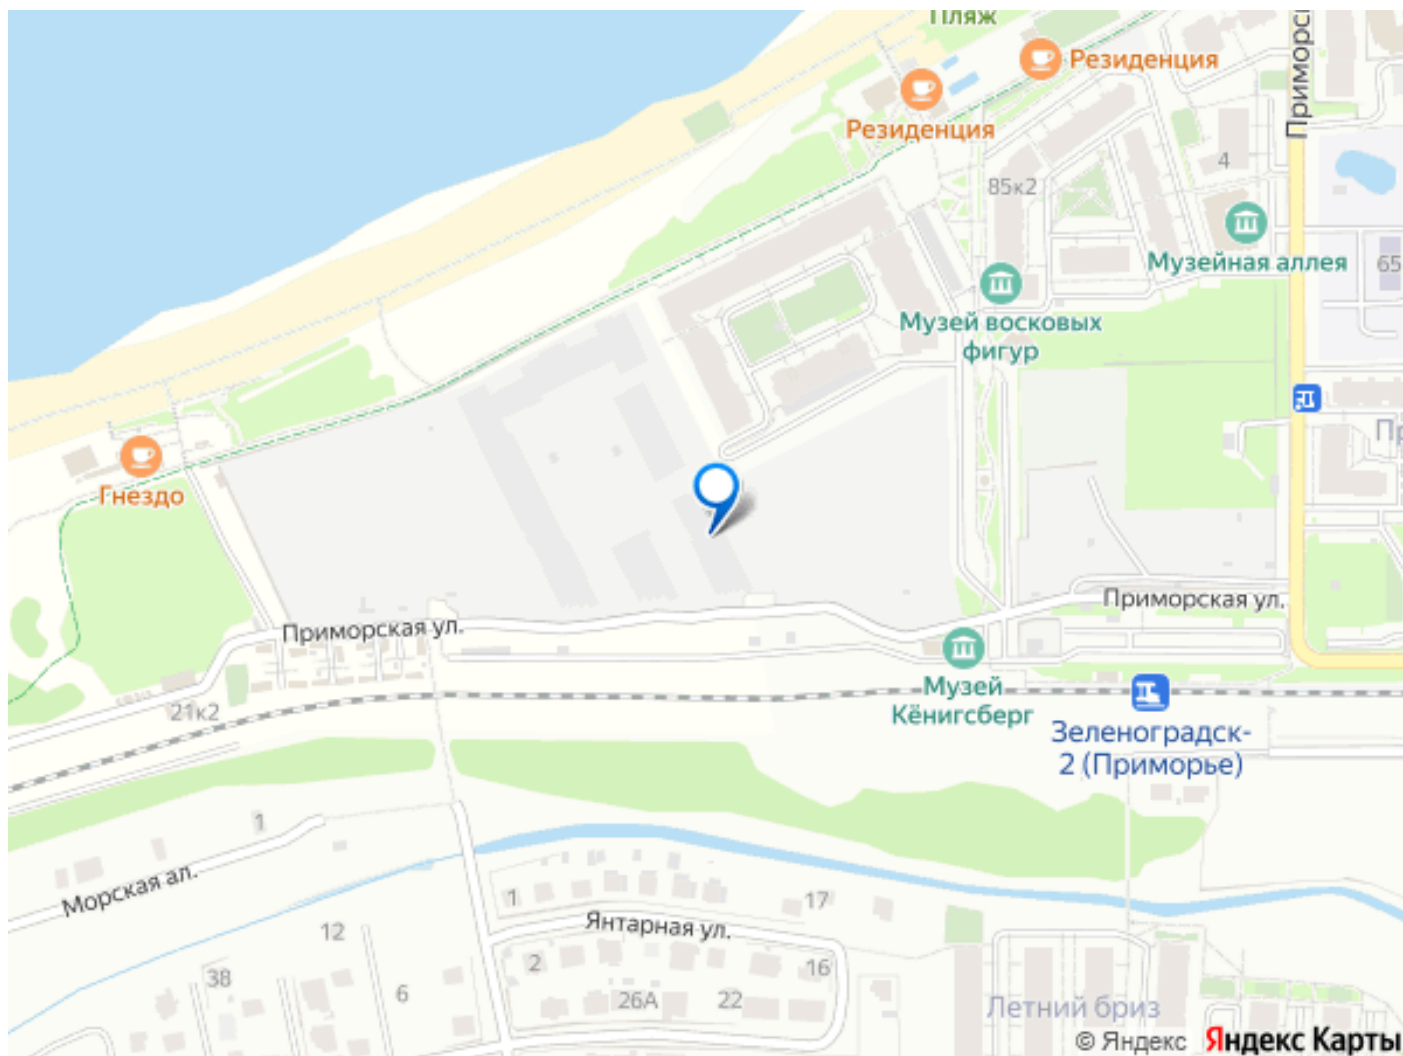 Пляж
Резиденция
Резиденция
Приморс
4
85к2
Музейная аллея
65
Музей восковых
фигур
Гнездо
Приморская ул.
Приморская ул.
Музей
Кёнигсберг
21к2
Зеленоградск-
2 (Приморье)
1
Морская ал.
1
17
Янтарная ул.
12
2
16
38
6
26А
22
Летний бриз
© Яндекс Яндекс Карты